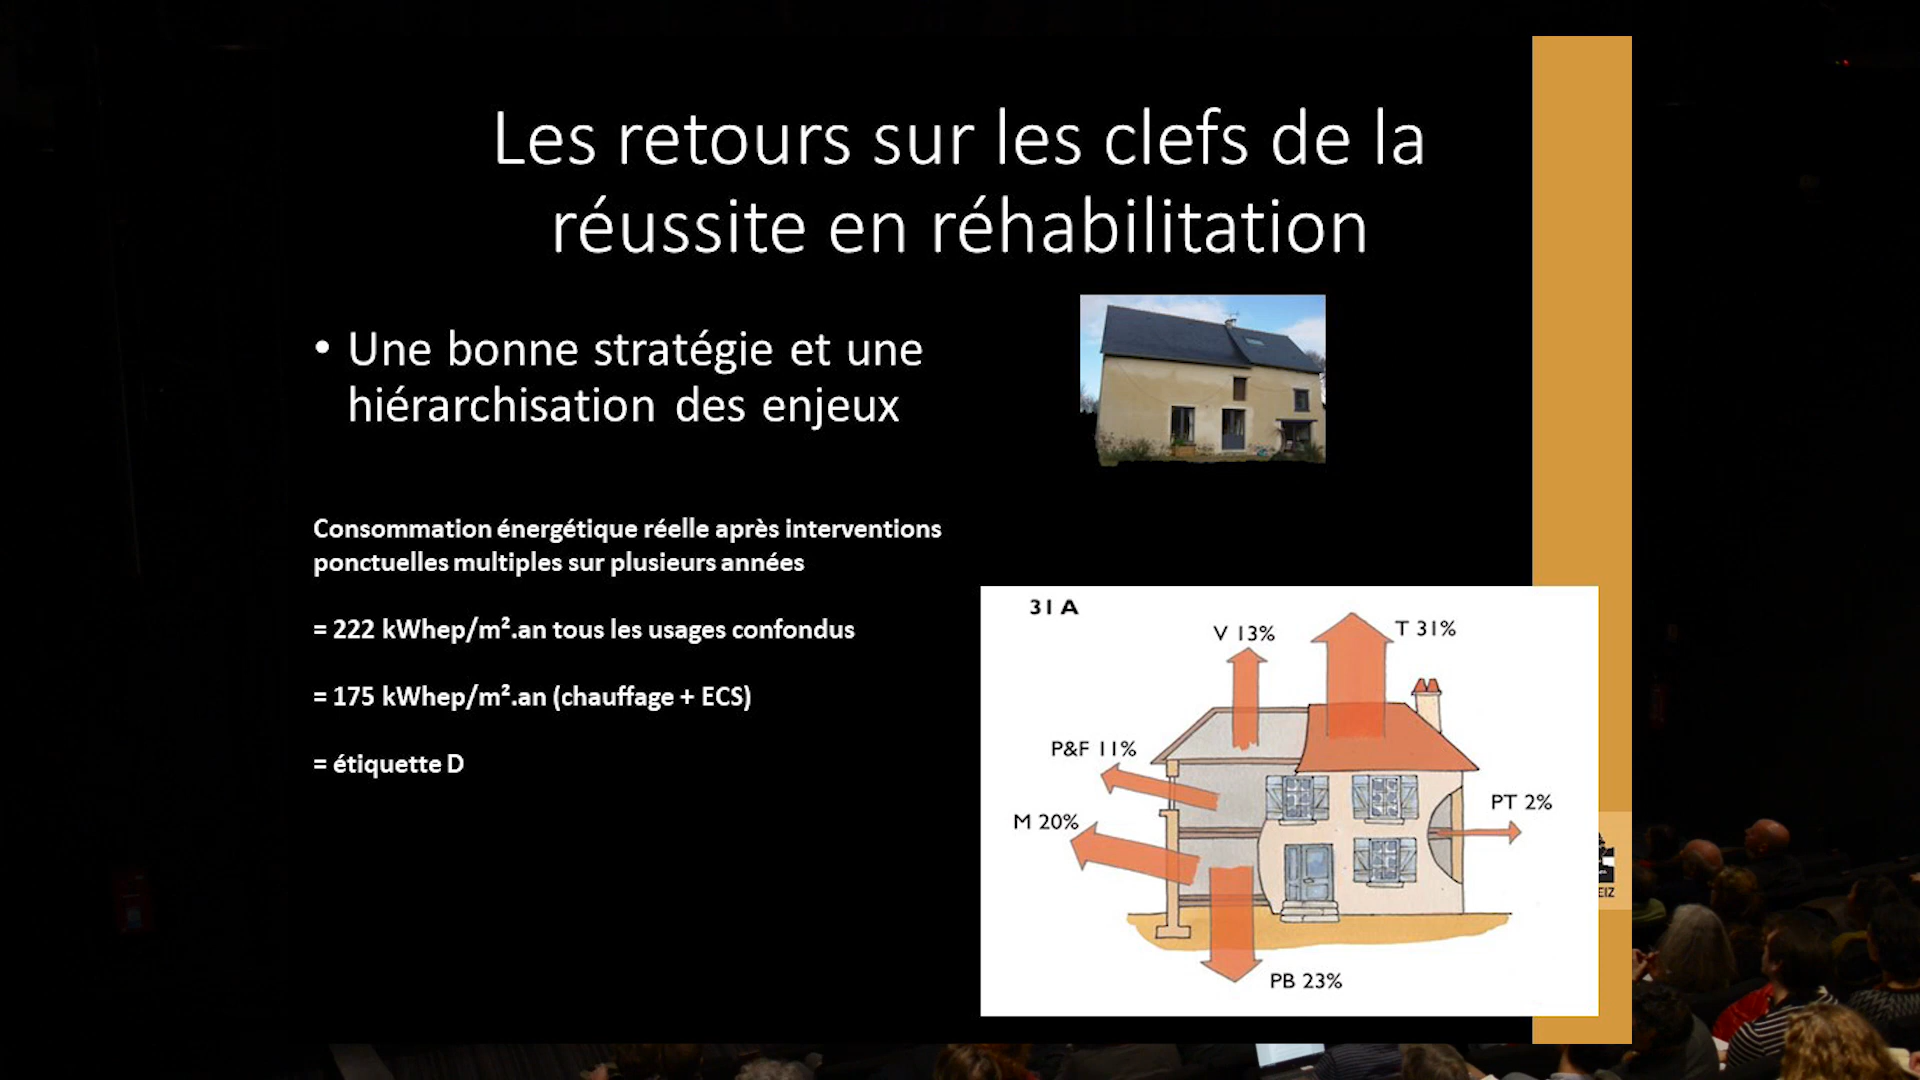 Les retours sur les clefs de la
réussite en réhabilitation
• Une bonne stratégie et une
hiérarchisation des enjeux
Consommation énergétique réelle après interventions
ponctuelles multiples sur plusieurs années
= 222 kWhep/m².an tous les usages confondus
= 175 kWhep/m².an (chauffage + ECS)
= étiquette D
31 A
V 13%
T 31%
P&F 11%
M 20%
PT 2%
PB 23%
EIZ